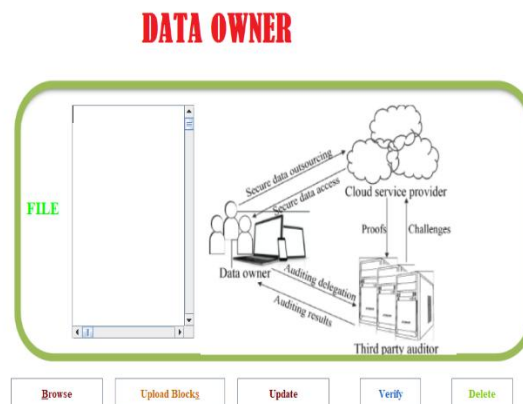 DATA OWNER
FILE
Secure data outsourcing
Secure data access
Cloud service provider
Proofs
Challenges
Data owner
Auditing delegation
Auditing results
Third party auditor
Browse
Upload Blocks
Update
Verify
Delete